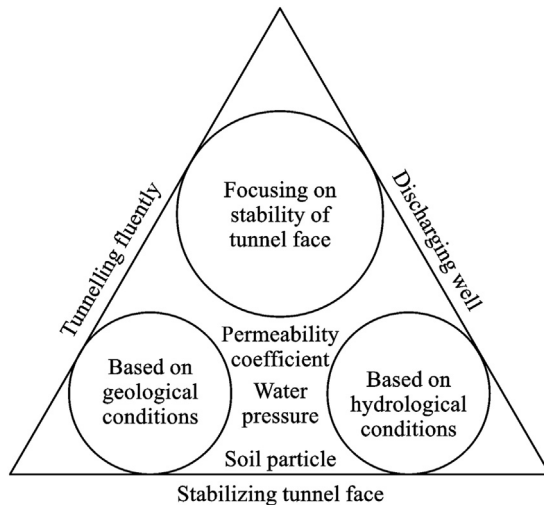 Focusing on
stability of
tunnel face
Tunnelling fluently
Discharging well
Permeability
coefficient
Based on
geological
conditions
Water
pressure
Based on
hydrological
conditions
Soil particle
Stabilizing tunnel face